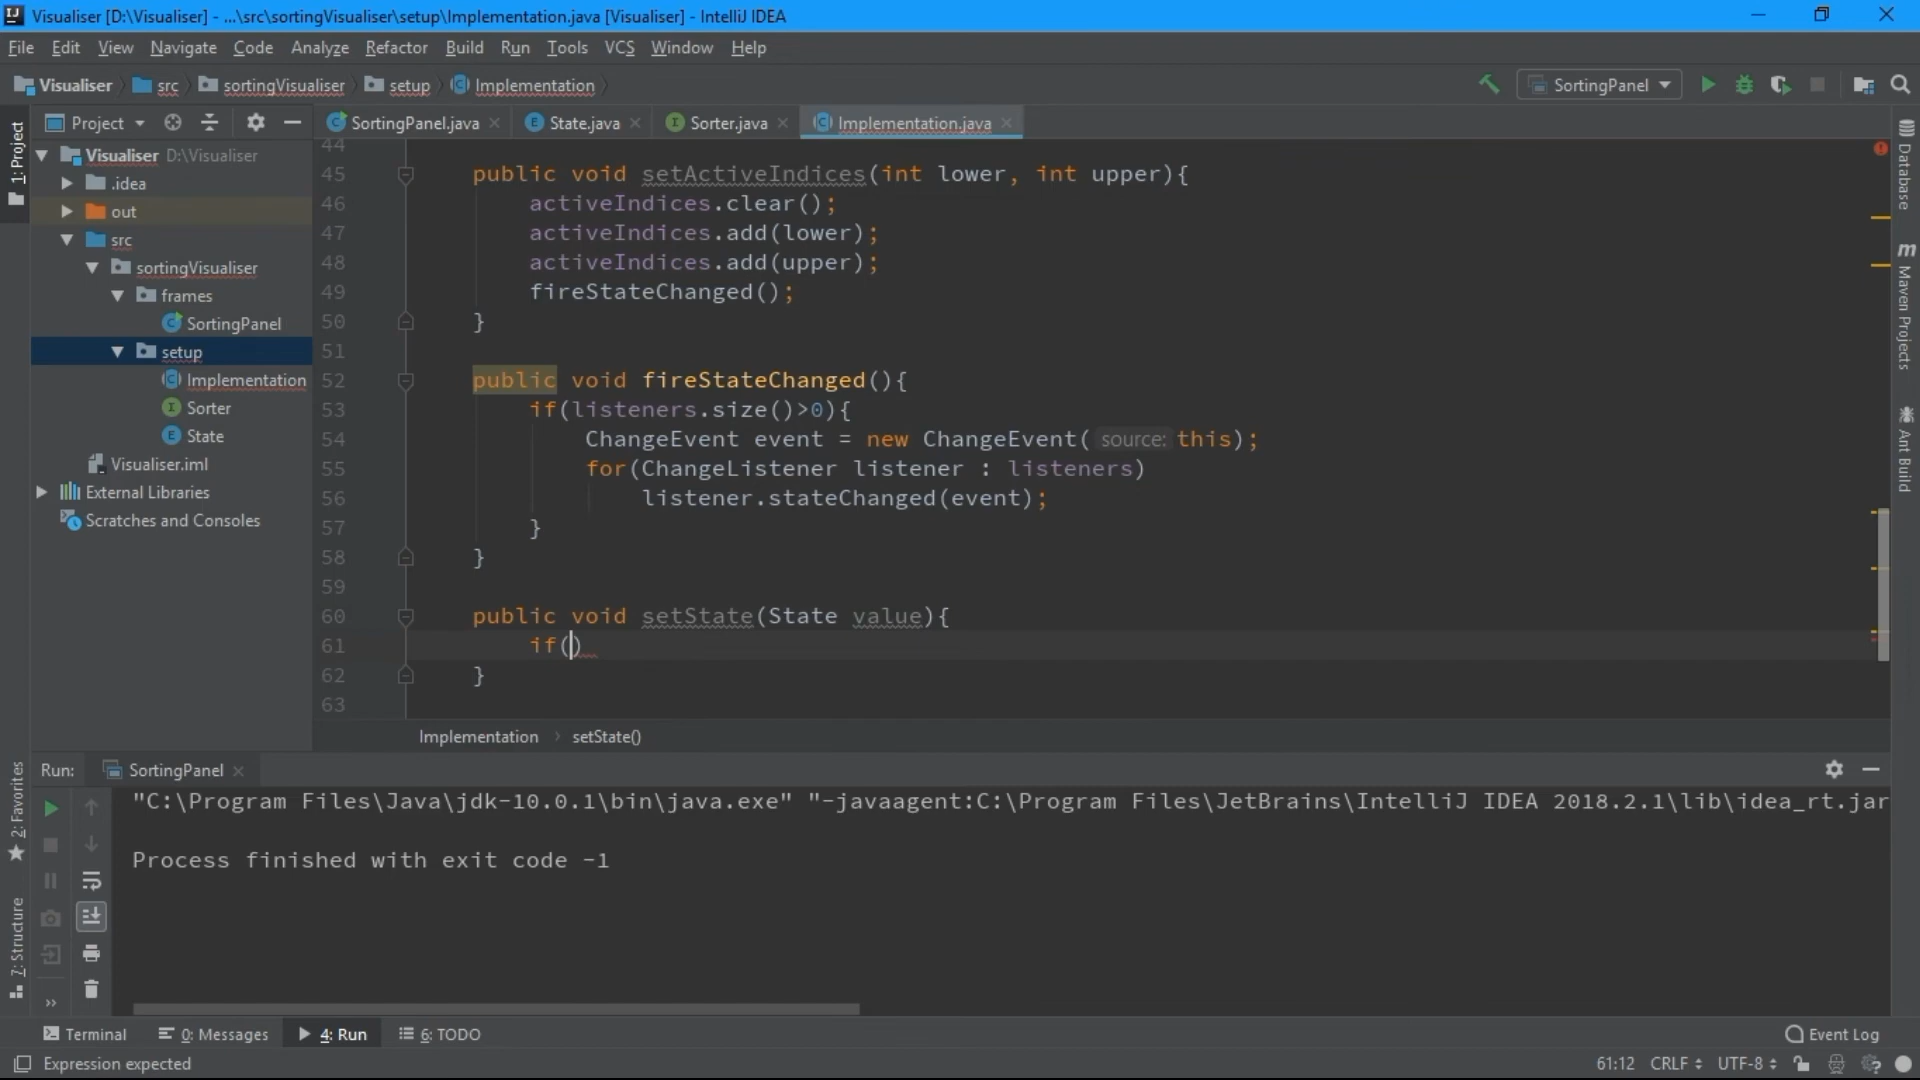 Visualiser [D:\Visualiser] - ...\src\sortingVisualiser\setup\Implementation.java [Visualiser] - IntelliJ IDEA
File Edit View Navigate Code Analyze Refactor Build Run Tools VCS Window Help
Visualiser src sortingVisualiser setup Implementation SortingPanel
Project SortingPanel.java State.java Sorter.java Implementation.java
1: Project
Visualiser D:\Visualiser
.idea
out
src
sortingVisualiser
frames
SortingPanel
setup
Implementation
Sorter
State
Visualiser.iml
External Libraries
Scratches and Consoles
44
45 public void setActiveIndices(int lower, int upper){
46 activeIndices.clear();
47 activeIndices.add(lower);
48 activeIndices.add(upper);
49 fireStateChanged();
50 }
51
52 public void fireStateChanged(){
53 if(listeners.size()>0){
54 ChangeEvent event = new ChangeEvent( source: this);
55 for(ChangeListener listener : listeners)
56 listener.stateChanged(event);
57 }
58 }
59
60 public void setState(State value){
61 if()
62 }
63
Implementation setState()
Database
Maven Projects
Ant Build
Run: SortingPanel
"C:\Program Files\Java\jdk-10.0.1\bin\java.exe" "-javaagent:C:\Program Files\JetBrains\IntelliJ IDEA 2018.2.1\lib\idea_rt.jar
Process finished with exit code -1
2: Favorites
7: Structure
Terminal 0: Messages 4: Run 6: TODO Event Log
Expression expected 61:12 CRLF UTF-8